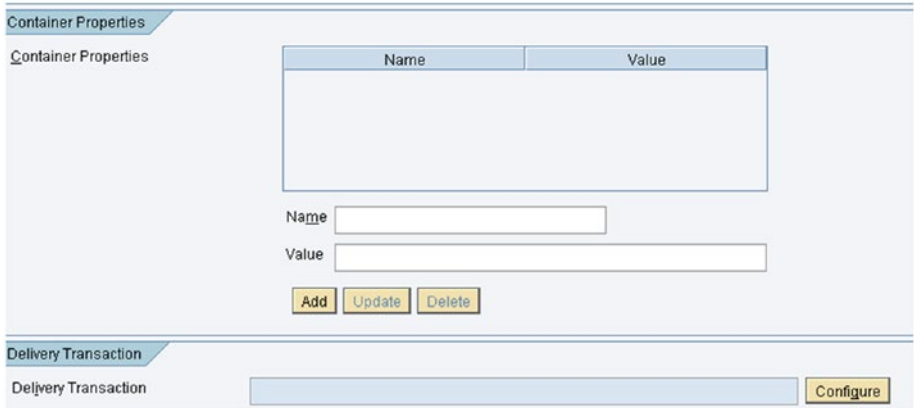 Container Properties
Container Properties
Name Value
Name
Value
Add Update Delete
Delivery Transaction
Delivery Transaction Configure